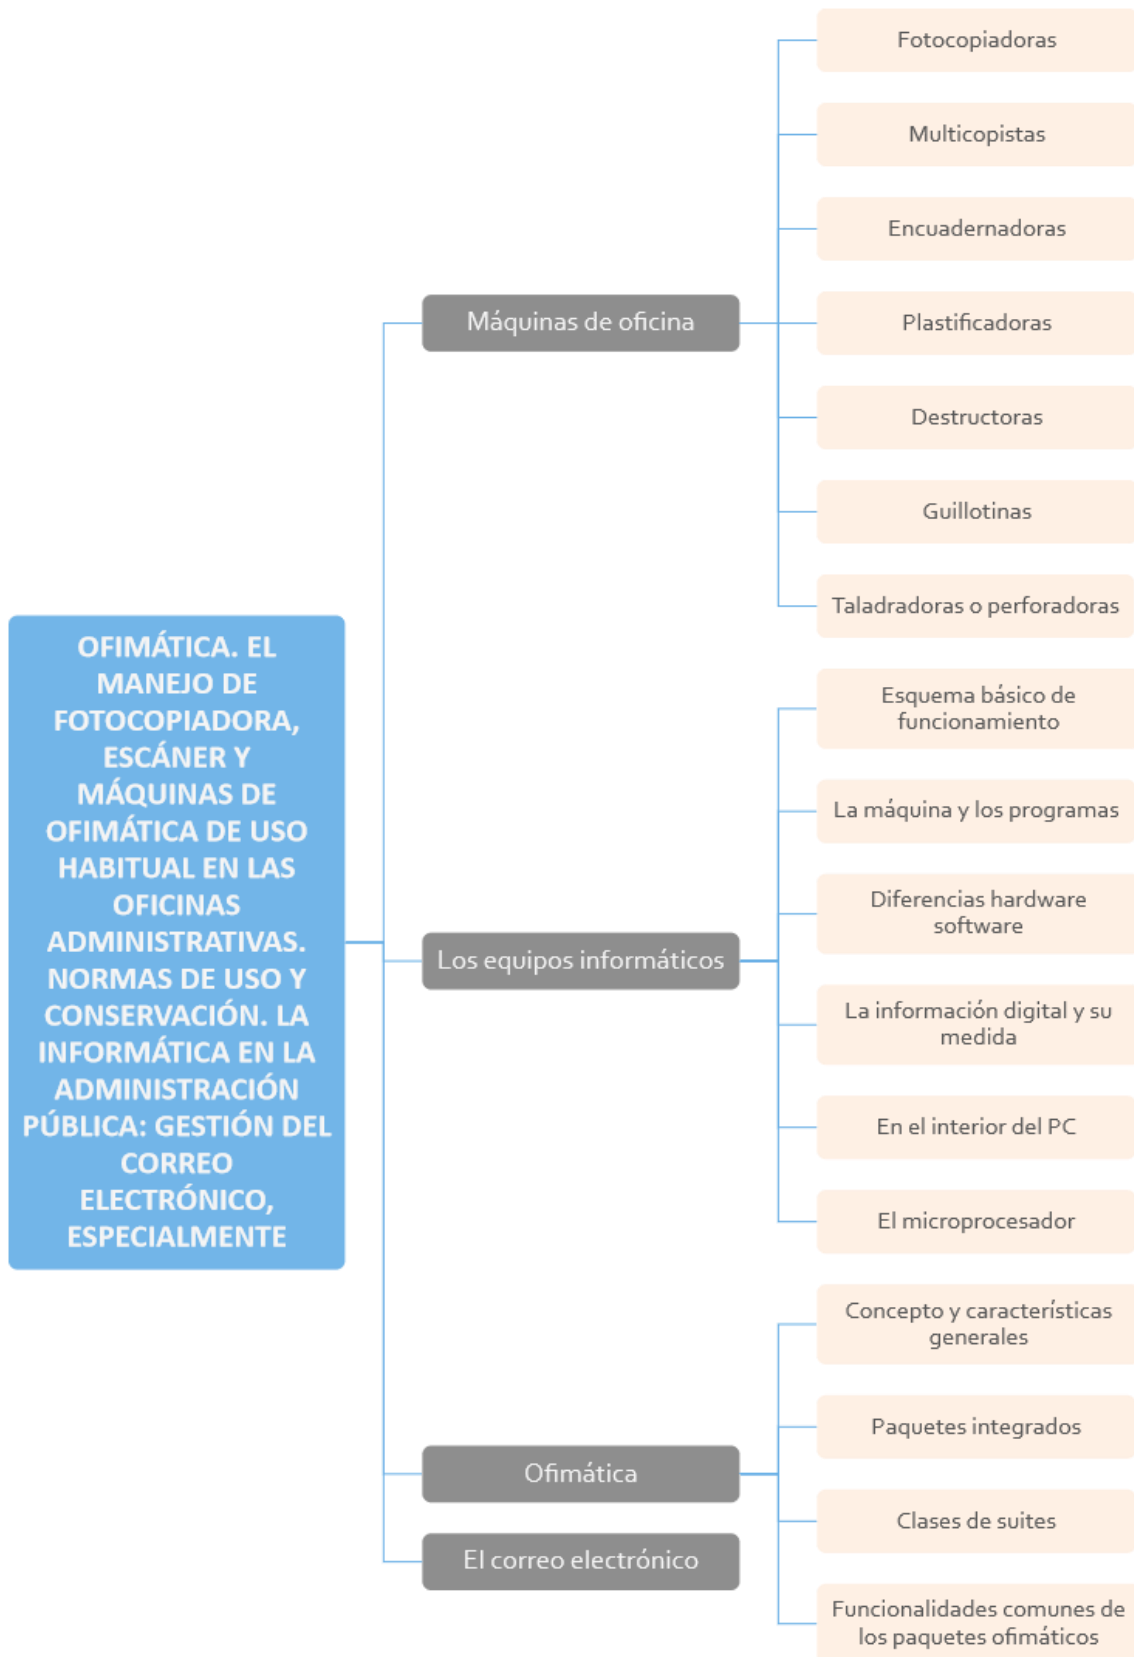 OFIMÁTICA. EL
MANEJO DE
FOTOCOPIADORA,
ESCÁNER Y
MÁQUINAS DE
OFIMÁTICA DE USO
HABITUAL EN LAS
OFICINAS
ADMINISTRATIVAS.
NORMAS DE USO Y
CONSERVACIÓN. LA
INFORMÁTICA EN LA
ADMINISTRACIÓN
PÚBLICA: GESTIÓN DEL
CORREO
ELECTRÓNICO,
ESPECIALMENTE
Máquinas de oficina
Fotocopiadoras
Multicopistas
Encuadernadoras
Plastificadoras
Destructoras
Guillotinas
Taladradoras o perforadoras
Los equipos informáticos
Esquema básico de
funcionamiento
La máquina y los programas
Diferencias hardware
software
La información digital y su
medida
En el interior del PC
El microprocesador
Ofimática
Concepto y características
generales
Paquetes integrados
Clases de suites
Funcionalidades comunes de
los paquetes ofimáticos
El correo electrónico